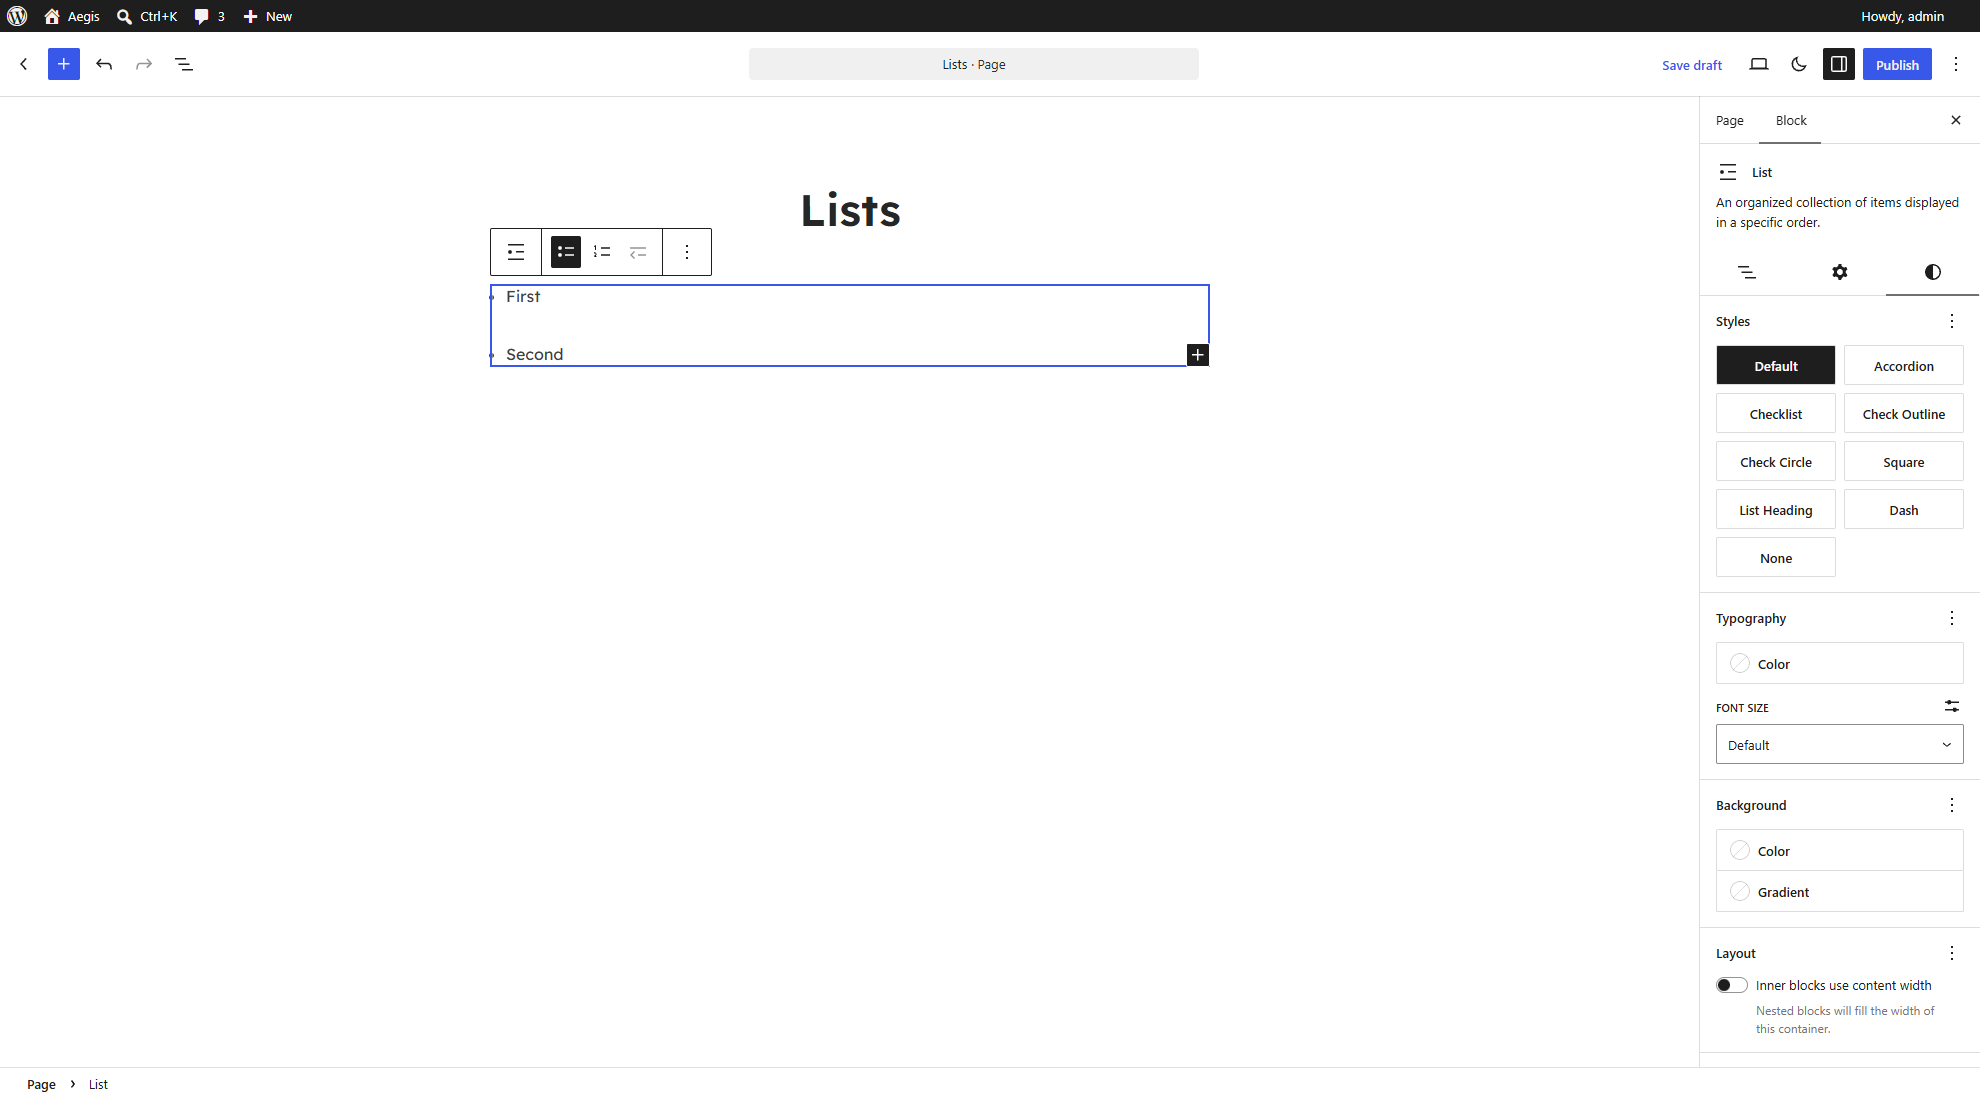 Aegis
Ctrl+K
3
New
Howdy, admin
Lists · Page
Save draft
Publish
Page
Block
List
An organized collection of items displayed
in a specific order.
Lists
First
Second
Styles
Default
Accordion
Checklist
Check Outline
Check Circle
Square
List Heading
Dash
None
Typography
Color
FONT SIZE
Default
Background
Color
Gradient
Layout
Inner blocks use content width
Nested blocks will fill the width of
this container.
Page › List